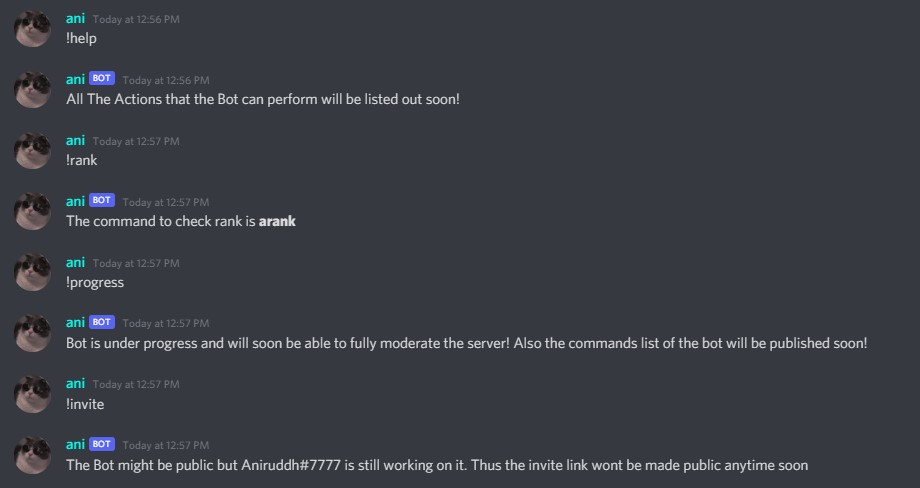 ani Today at 12:56 PM
!help
ani BOT Today at 12:56 PM
All The Actions that the Bot can perform will be listed out soon!
ani Today at 12:57 PM
!rank
ani BOT Today at 12:57 PM
The command to check rank is arank
ani Today at 12:57 PM
!progress
ani BOT Today at 12:57 PM
Bot is under progress and will soon be able to fully moderate the server! Also the commands list of the bot will be published soon!
ani Today at 12:57 PM
!invite
ani BOT Today at 12:57 PM
The Bot might be public but Aniruddh#7777 is still working on it. Thus the invite link wont be made public anytime soon